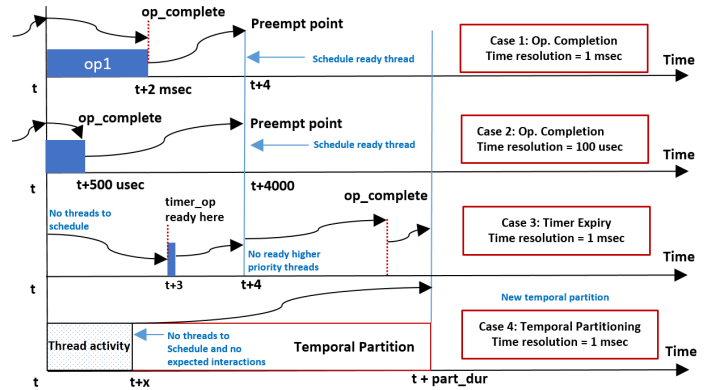 op_complete
Preempt point
Case 1: Op. Completion
Time resolution = 1 msec
Schedule ready thread
Time
op1
t
t+2 msec
t+4
op_complete
Preempt point
Case 2: Op. Completion
Time resolution = 100 usec
Schedule ready thread
Time
t
t+500 usec
t+4000
timer_op
ready here
op_complete
No threads to
schedule
Case 3: Timer Expiry
Time resolution = 1 msec
No ready higher
priority threads
Time
t
t+3
t+4
New temporal partition
Case 4: Temporal Partitioning
Time resolution = 1 msec
Thread activity
No threads to
Schedule and no
expected interactions
Temporal Partition
Time
t
t+x
t + part_dur